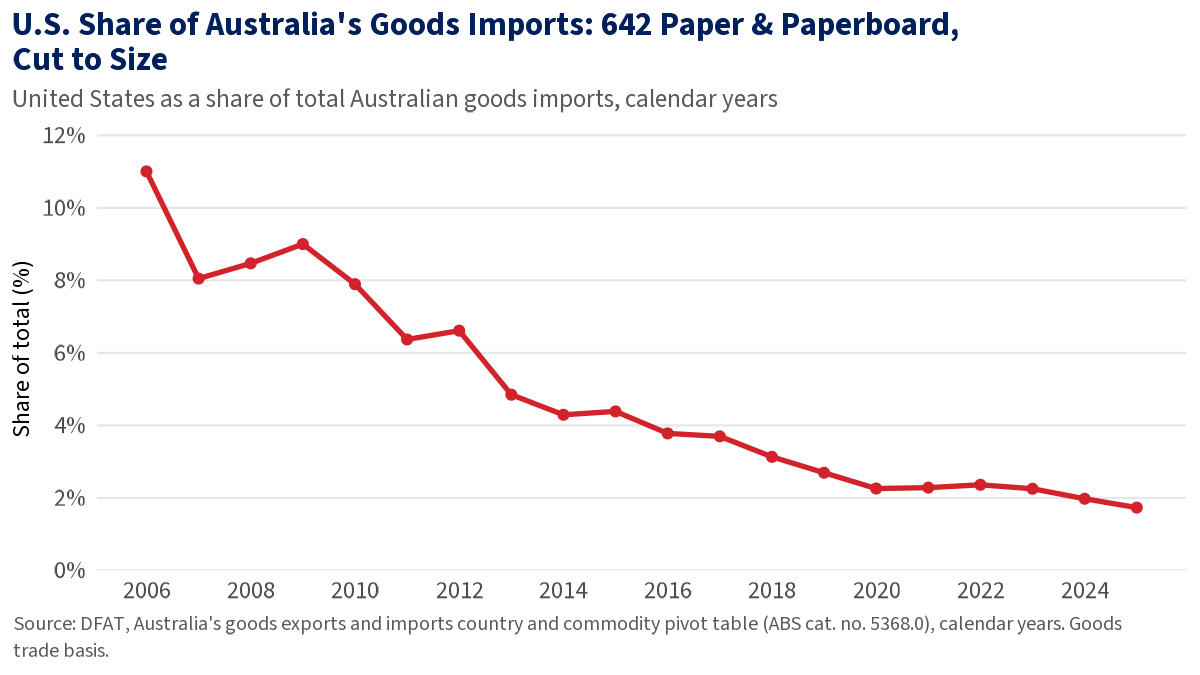 U.S. Share of Australia's Goods Imports: 642 Paper & Paperboard,
Cut to Size
United States as a share of total Australian goods imports, calendar years
Share of total (%)
12%
10%
8%
6%
4%
2%
0%
2006 2008 2010 2012 2014 2016 2018 2020 2022 2024
Source: DFAT, Australia's goods exports and imports country and commodity pivot table (ABS cat. no. 5368.0), calendar years. Goods
trade basis.